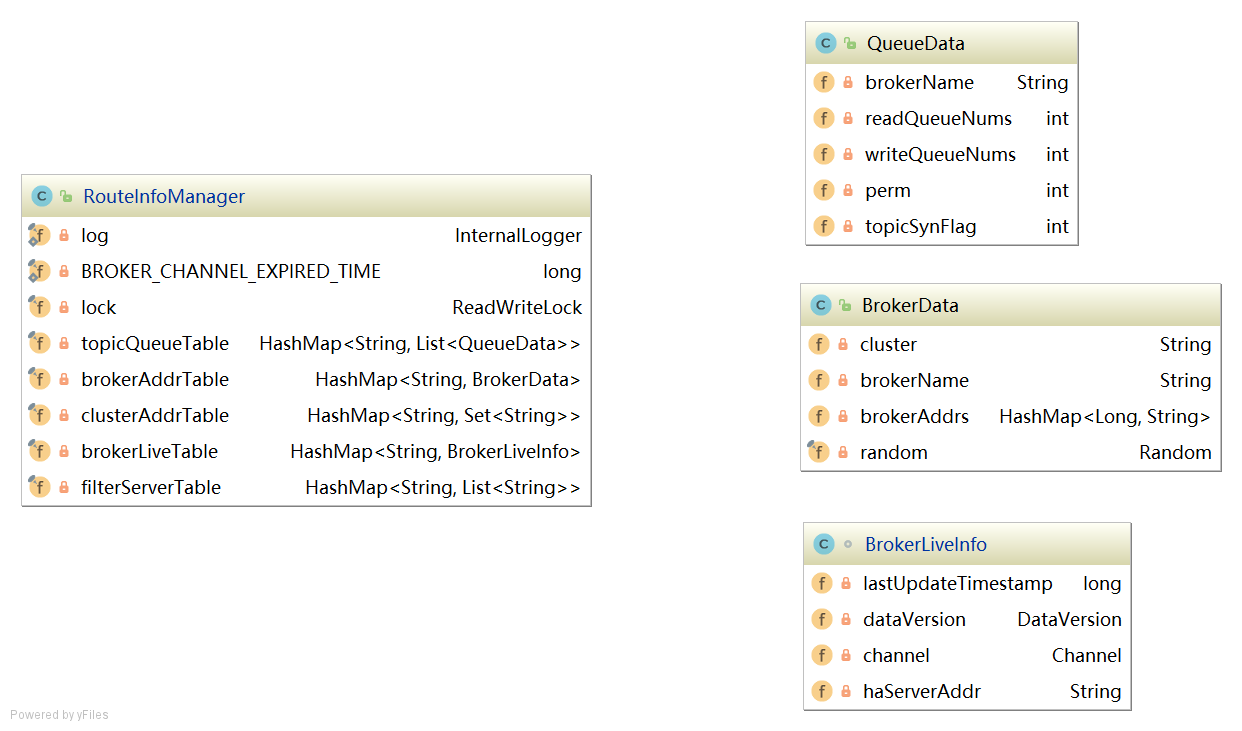 RouteInfoManager
log InternalLogger
BROKER_CHANNEL_EXPIRED_TIME long
lock ReadWriteLock
topicQueueTable HashMap<String, List<QueueData>>
brokerAddrTable HashMap<String, BrokerData>
clusterAddrTable HashMap<String, Set<String>>
brokerLiveTable HashMap<String, BrokerLiveInfo>
filterServerTable HashMap<String, List<String>>
QueueData
brokerName String
readQueueNums int
writeQueueNums int
perm int
topicSynFlag int
BrokerData
cluster String
brokerName String
brokerAddrs HashMap<Long, String>
random Random
BrokerLiveInfo
lastUpdateTimestamp long
dataVersion DataVersion
channel Channel
haServerAddr String
Powered by yFiles